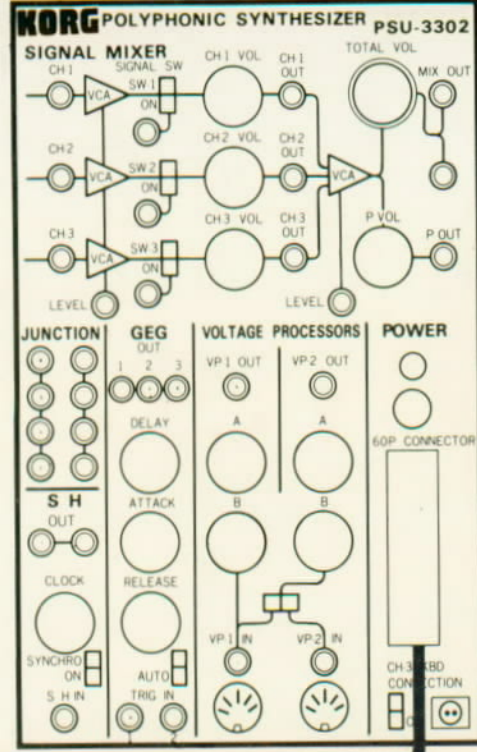 KORG POLYPHONIC SYNTHESIZER PSU-3302
SIGNAL MIXER
TOTAL VOL
SIGNAL SW
CH 1 VOL
CH 1 OUT
MIX OUT
CH 1
VCA
SW 1
ON
CH 2
VCA
SW 2
ON
CH 2 VOL
CH 2 OUT
VCA
CH 3
VCA
SW 3
ON
CH 3 VOL
CH 3 OUT
P VOL
P OUT
LEVEL
LEVEL
JUNCTION
GEG
OUT
1 2 3
VOLTAGE PROCESSORS
VP 1 OUT
VP 2 OUT
POWER
DELAY
A
A
60P CONNECTOR
S H
OUT
ATTACK
B
B
CLOCK
RELEASE
SYNCHRO
ON
AUTO
VP 1 IN
VP 2 IN
S H IN
TRIG IN
1 2